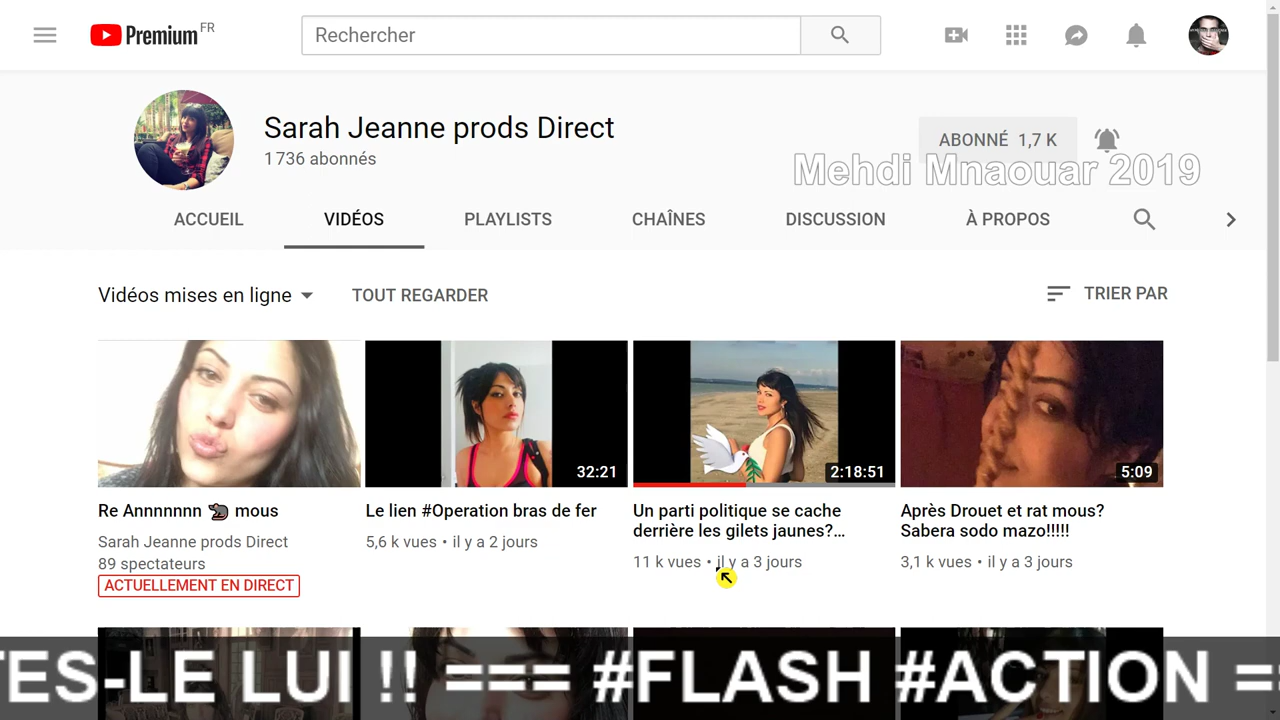 Premium FR
Rechercher
Sarah Jeanne prods Direct
1 736 abonnés
ABONNÉ 1,7 K
Mehdi Mnaouar 2019
ACCUEIL VIDÉOS PLAYLISTS CHAÎNES DISCUSSION À PROPOS
Vidéos mises en ligne TOUT REGARDER TRIER PAR
32:21
2:18:51
5:09
Re Annnnnnn 🐀 mous
Sarah Jeanne prods Direct
89 spectateurs
ACTUELLEMENT EN DIRECT
Le lien #Operation bras de fer
5,6 k vues • il y a 2 jours
Un parti politique se cache
derrière les gilets jaunes?...
11 k vues • il y a 3 jours
Après Drouet et rat mous?
Sabera sodo mazo!!!!!
3,1 k vues • il y a 3 jours
TES-LE LUI !! === #FLASH #ACTION =